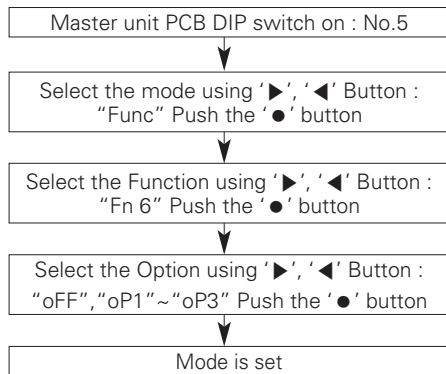 Master unit PCB DIP switch on : No.5
Select the mode using ‘▶’, ‘◀’ Button :
“Func” Push the ‘●’ button
Select the Function using ‘▶’, ‘◀’ Button :
“Fn 6” Push the ‘●’ button
Select the Option using ‘▶’, ‘◀’ Button :
“oFF”,“oP1”~“oP3” Push the ‘●’ button
Mode is set